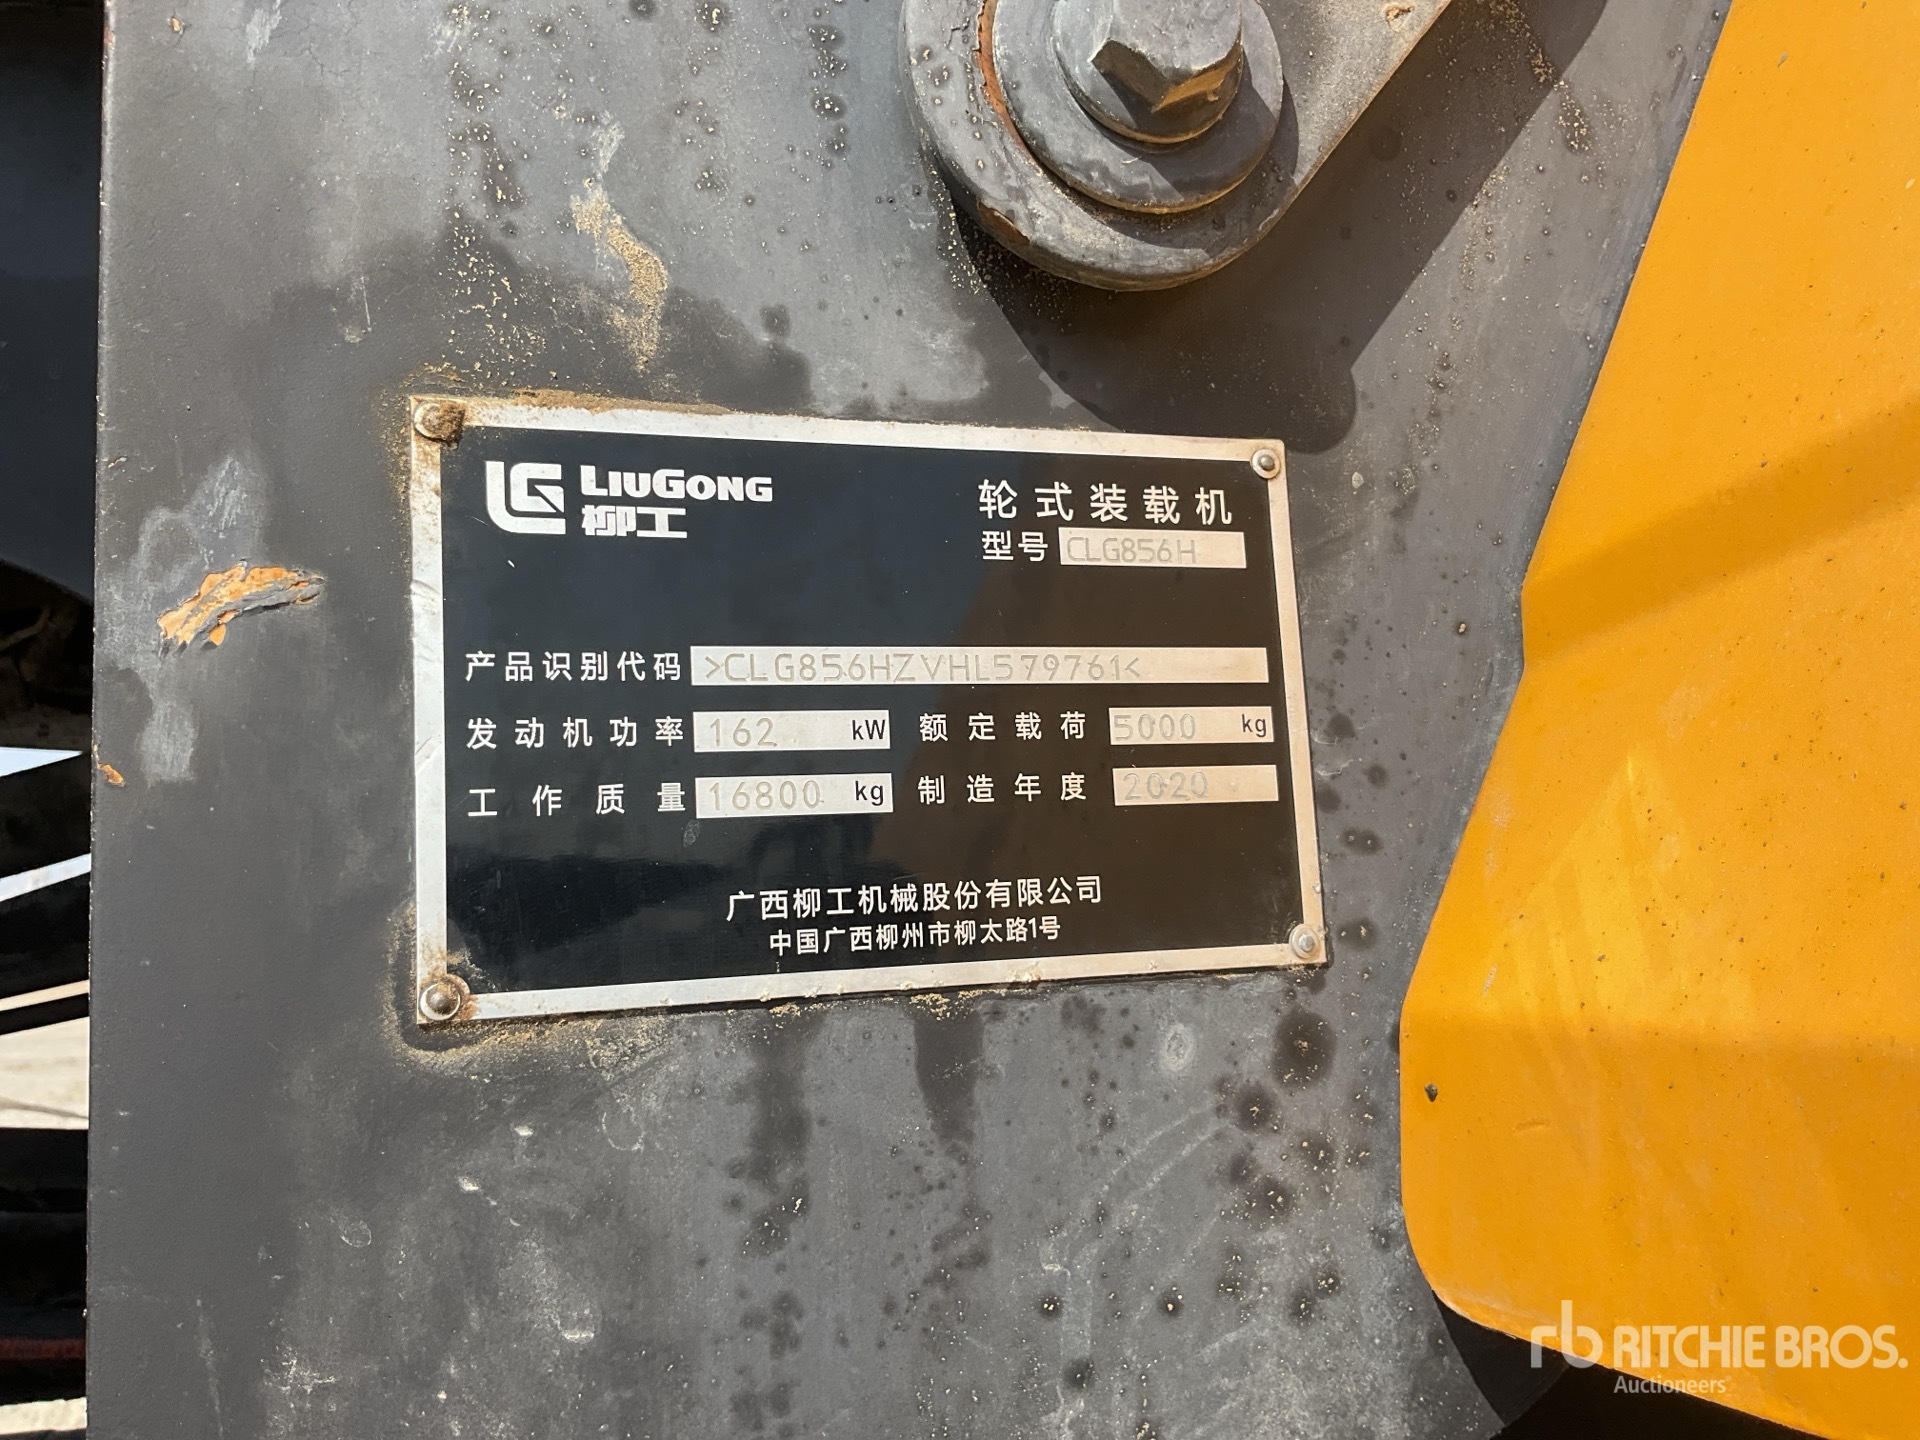 LG LIUGONG
柳工
轮式装载机
型号 CLG856H
产品识别代码 >CLG856HZVHL579761<
发动机功率 162 kW 额定载荷 5000 kg
工作质量 16800 kg 制造年度 2020
广西柳工机械股份有限公司
中国广西柳州市柳太路1号
rb RITCHIE BROS.
Auctioneers